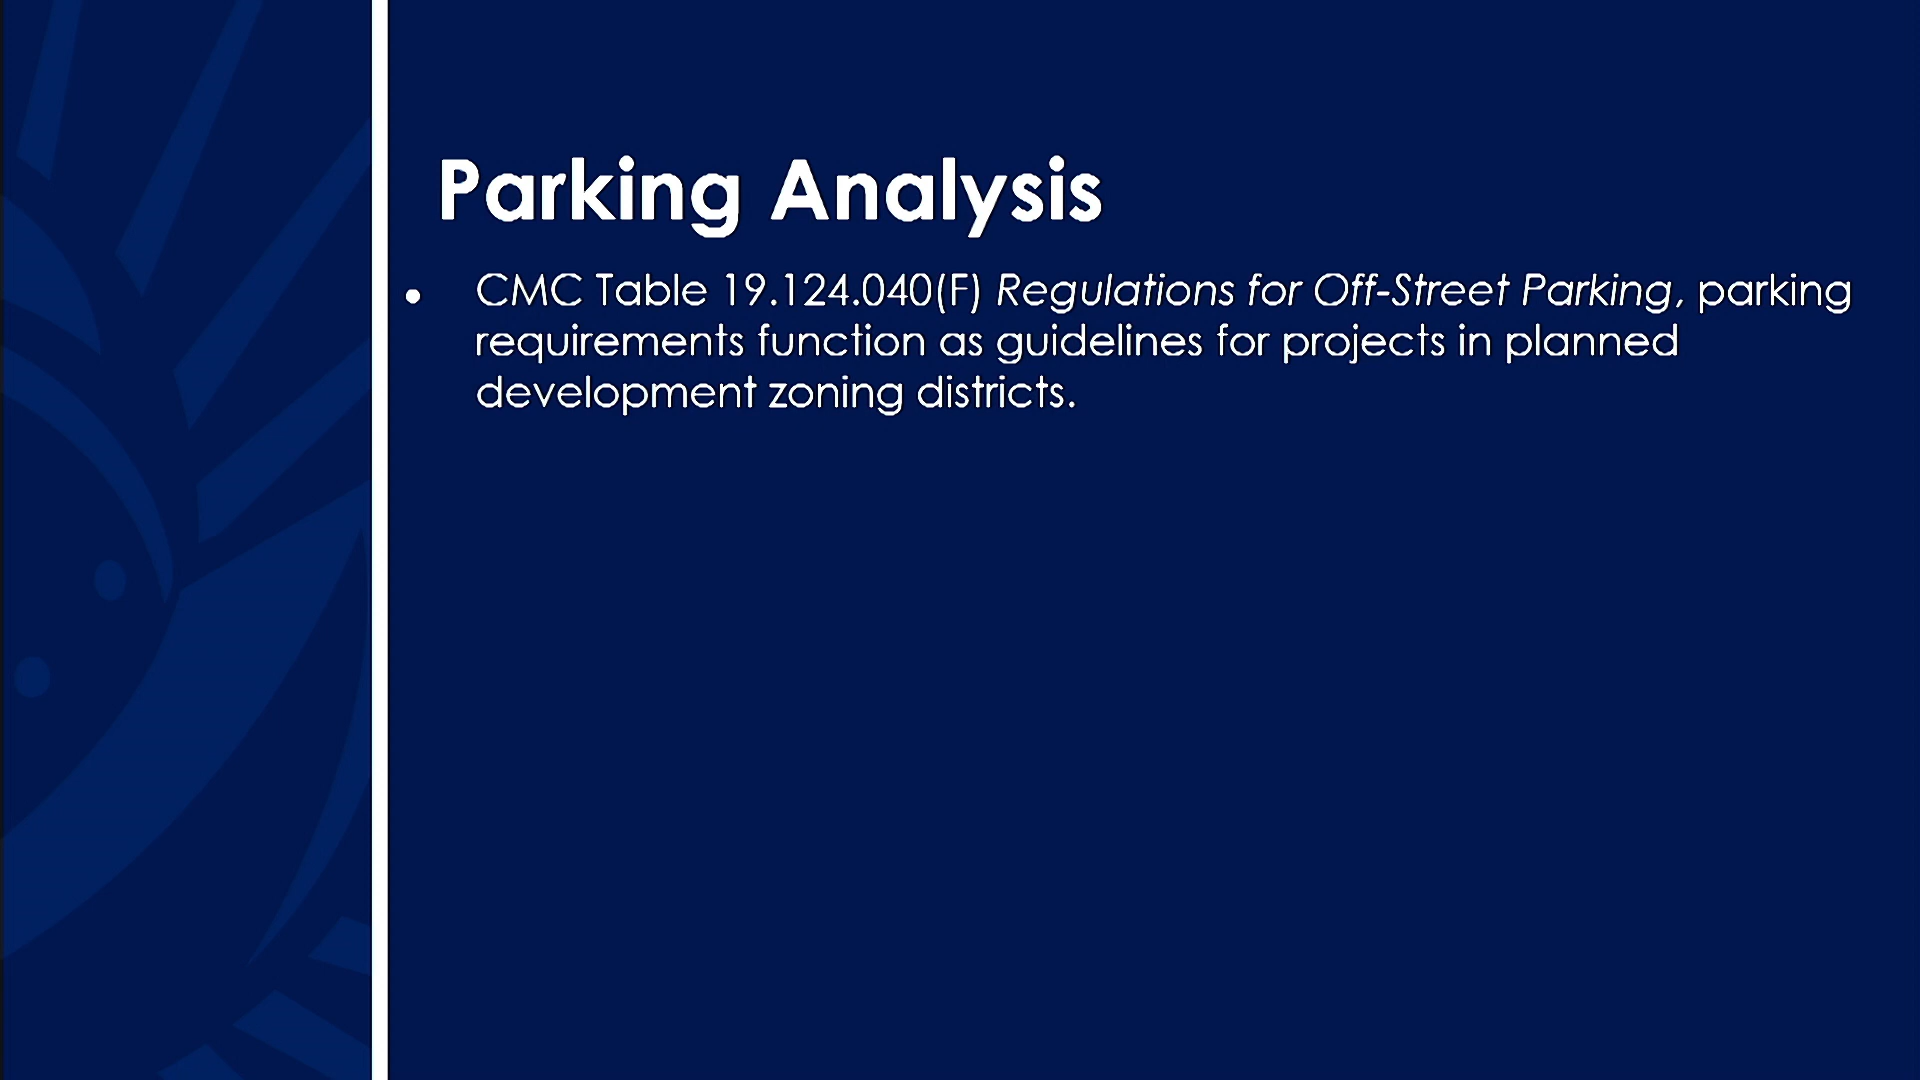 Parking Analysis
• CMC Table 19.124.040(F) Regulations for Off-Street Parking, parking
requirements function as guidelines for projects in planned
development zoning districts.